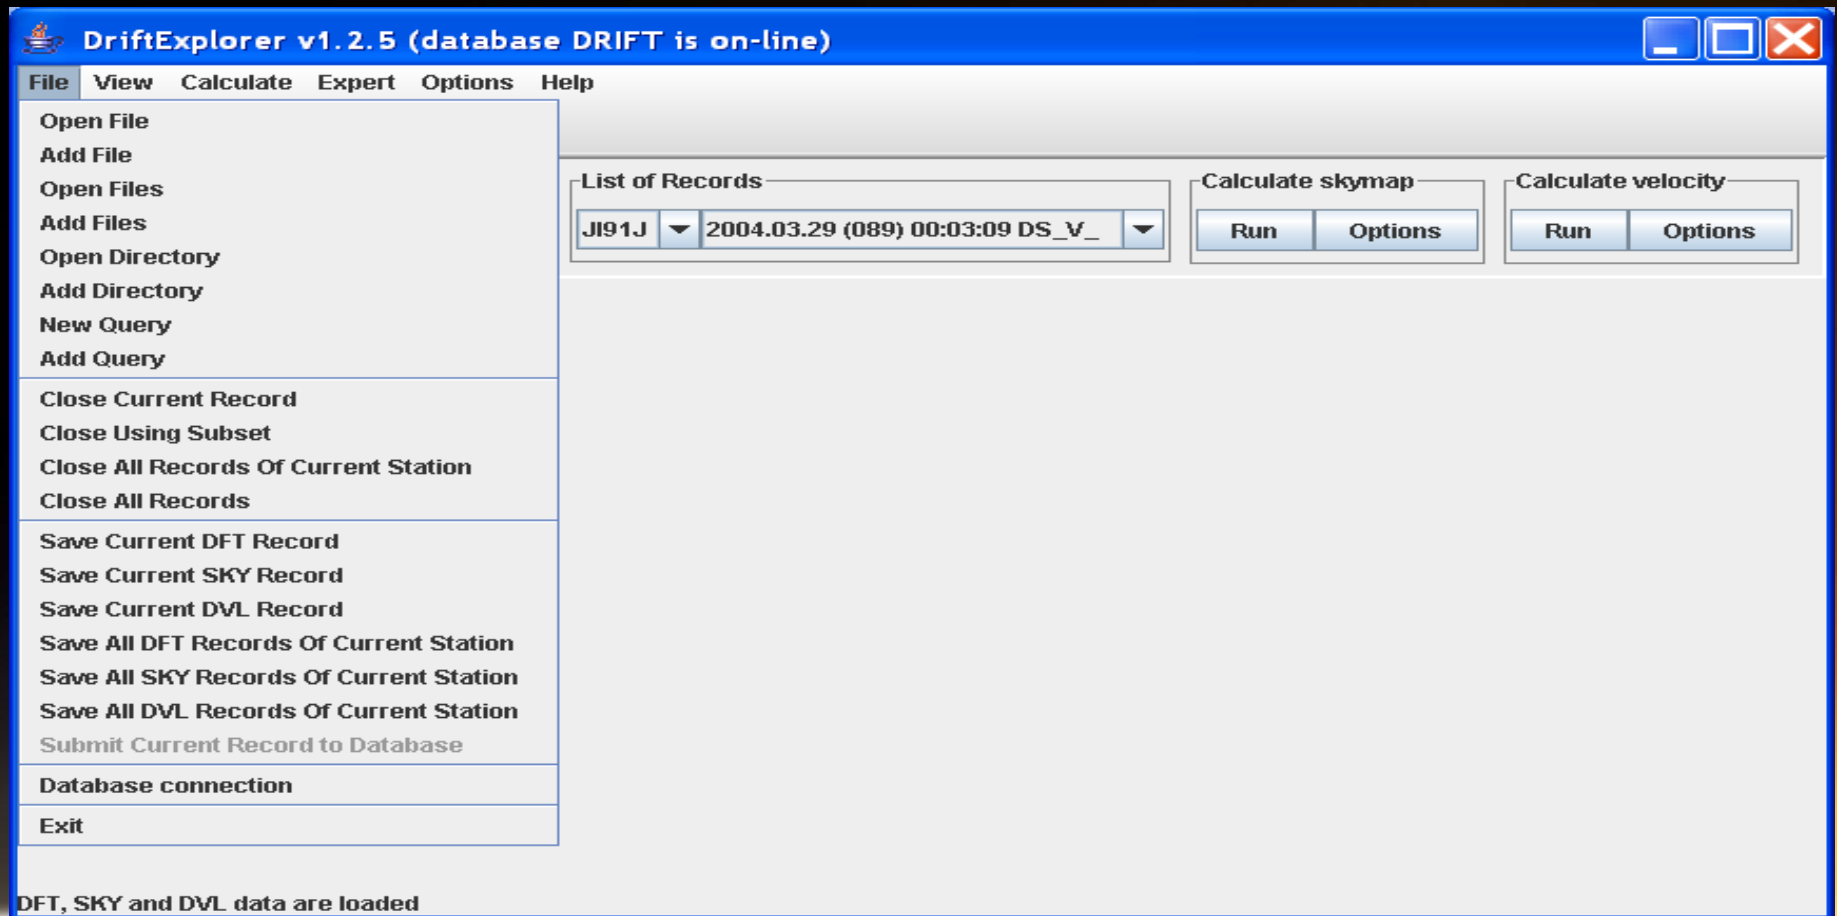 DriftExplorer v1.2.5 (database DRIFT is on-line)
File View Calculate Expert Options Help
Open File
Add File
Open Files
Add Files
Open Directory
Add Directory
New Query
Add Query
Close Current Record
Close Using Subset
Close All Records Of Current Station
Close All Records
Save Current DFT Record
Save Current SKY Record
Save Current DVL Record
Save All DFT Records Of Current Station
Save All SKY Records Of Current Station
Save All DVL Records Of Current Station
Submit Current Record to Database
Database connection
Exit
List of Records
JI91J 2004.03.29 (089) 00:03:09 DS_V_
Calculate skymap
Run Options
Calculate velocity
Run Options
DFT, SKY and DVL data are loaded